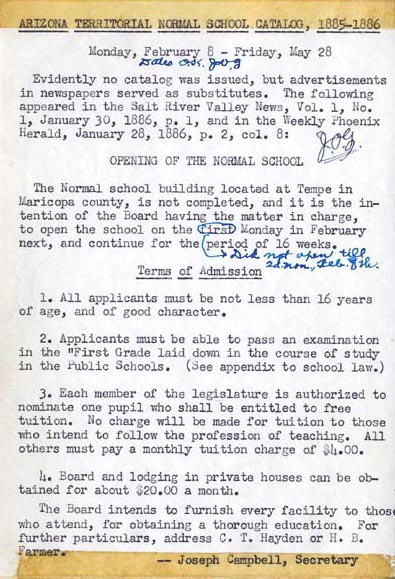 ARIZONA TERRITORIAL NORMAL SCHOOL CATALOG, 1885-1886
Monday, February 8 - Friday, May 28
Dates O.K. J.O.G
Evidently no catalog was issued, but advertisements
in newspapers served as substitutes. The following
appeared in the Salt River Valley News, Vol. 1, No.
1, January 30, 1886, p. 1, and in the Weekly Phoenix
Herald, January 28, 1886, p. 2, col. 8:
J.O.G.
OPENING OF THE NORMAL SCHOOL
The Normal school building located at Tempe in
Maricopa county, is not completed, and it is the in-
tention of the Board having the matter in charge,
to open the school on the first Monday in February
next, and continue for the period of 16 weeks.
Did not open till
2d. mon., Feb. 8th.
Terms of Admission
1. All applicants must be not less than 16 years
of age, and of good character.
2. Applicants must be able to pass an examination
in the "First Grade laid down in the course of study
in the Public Schools. (See appendix to school law.)
3. Each member of the legislature is authorized to
nominate one pupil who shall be entitled to free
tuition. No charge will be made for tuition to those
who intend to follow the profession of teaching. All
others must pay a monthly tuition charge of $4.00.
4. Board and lodging in private houses can be ob-
tained for about $20.00 a month.
The Board intends to furnish every facility to those
who attend, for obtaining a thorough education. For
further particulars, address C. T. Hayden or H. B.
Farmer.
-- Joseph Campbell, Secretary